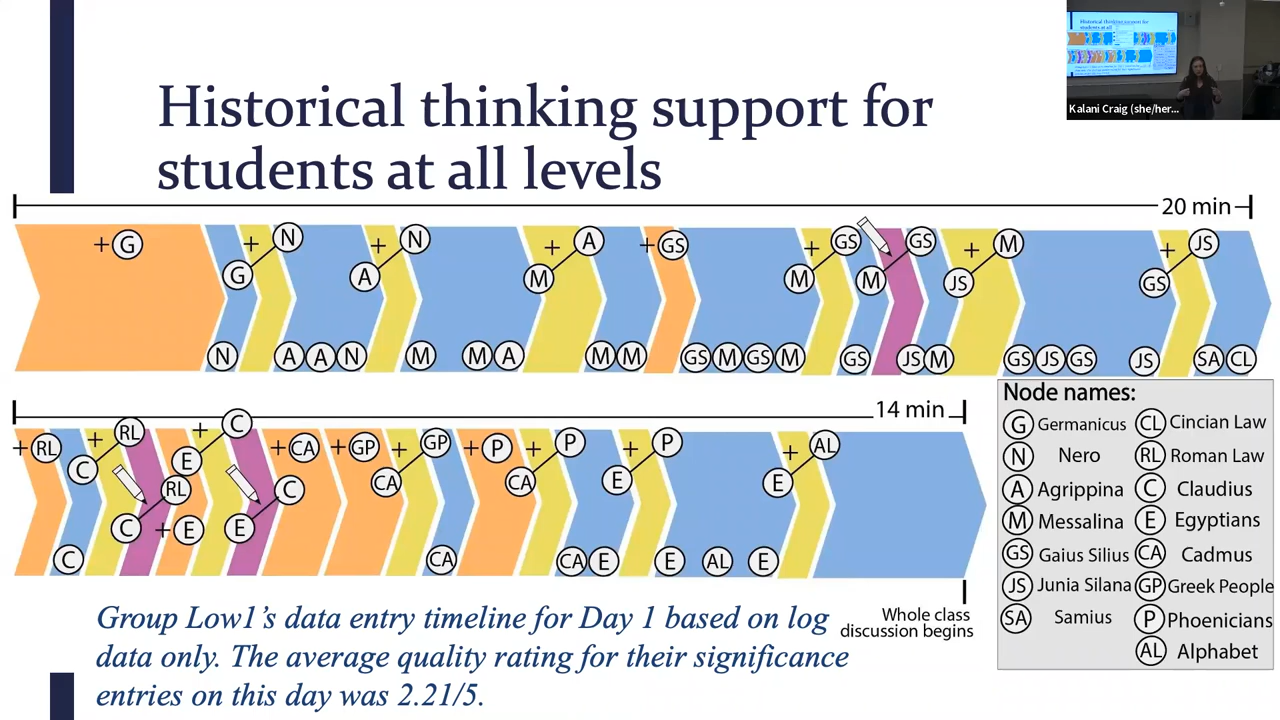 Historical thinking support for
students at all levels
Kalani Craig (she/her...
20 min
+ G + N + N + A + GS + GS GS + M + JS
G A M M M JS GS
N A A N M M A M M GS M GS M GS JS M GS JS GS JS SA CL
14 min
+ RL + RL + C + CA + GP + GP + P + P + P + AL
C E RL C CA CA E E
C + E E
C CA CA E E AL E
Whole class
discussion begins
Node names:
G Germanicus CL Cincian Law
N Nero RL Roman Law
A Agrippina C Claudius
M Messalina E Egyptians
GS Gaius Silius CA Cadmus
JS Junia Silana GP Greek People
SA Samius P Phoenicians
AL Alphabet
Group Low1's data entry timeline for Day 1 based on log
data only. The average quality rating for their significance
entries on this day was 2.21/5.